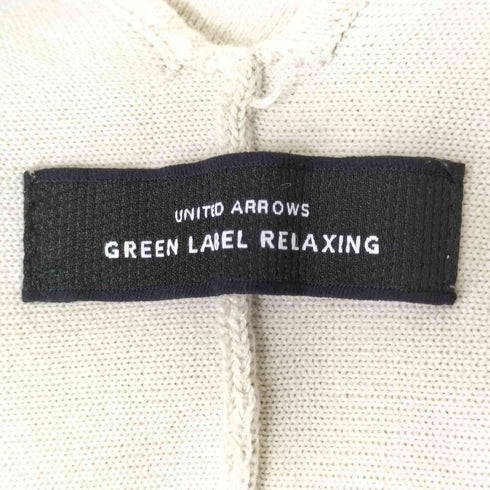 UNITED ARROWS
GREEN LABEL RELAXING